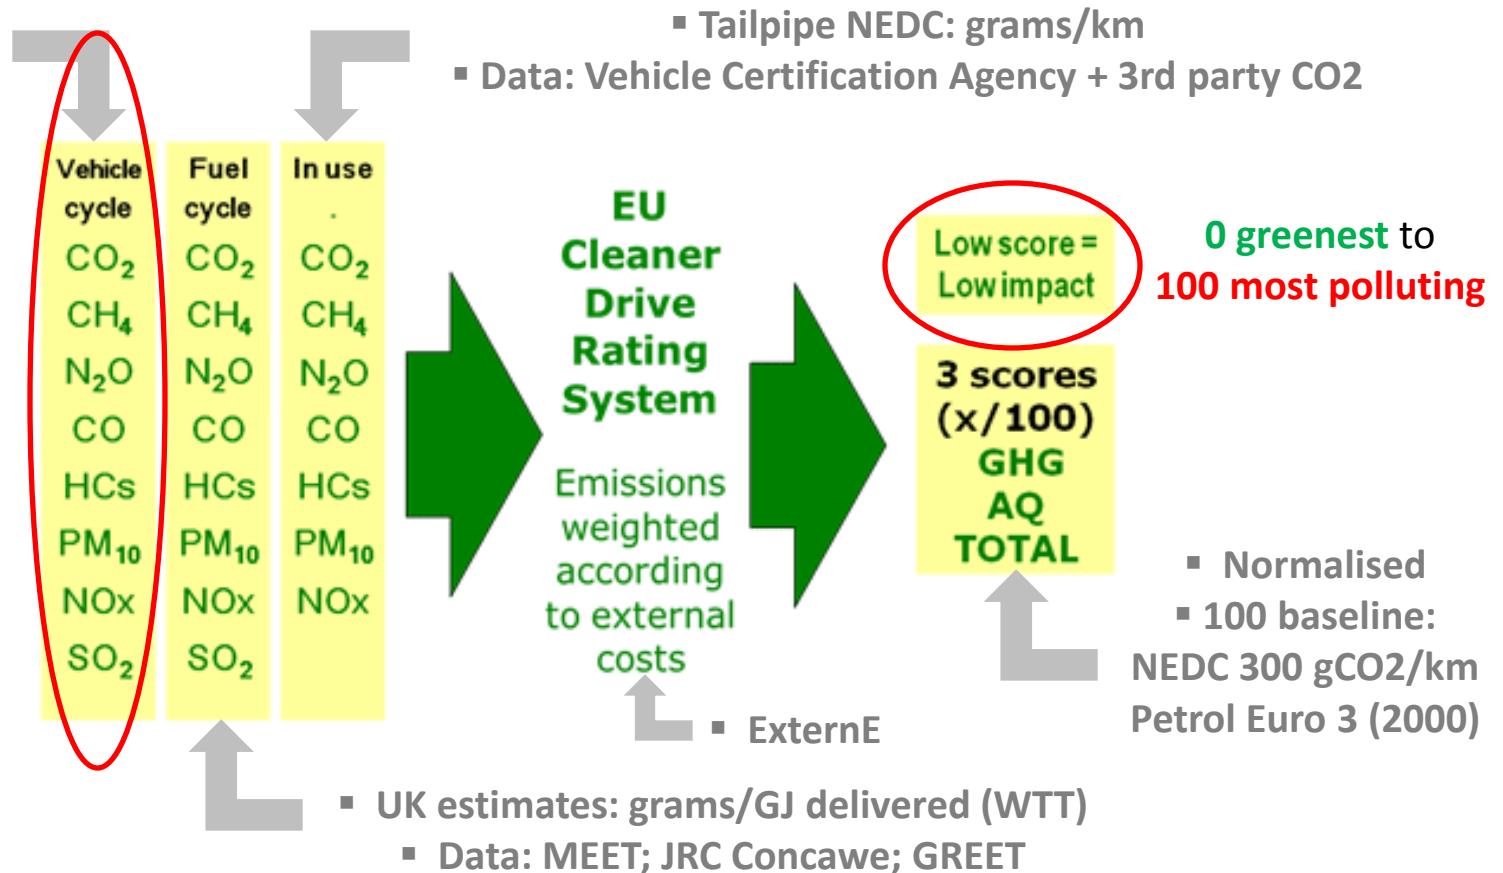 ▪ Tailpipe NEDC: grams/km
▪ Data: Vehicle Certification Agency + 3rd party CO2
Vehicle
cycle
CO₂
CH₄
N₂O
CO
HCs
PM₁₀
NOx
SO₂
Fuel
cycle
CO₂
CH₄
N₂O
CO
HCs
PM₁₀
NOx
SO₂
In use
.
CO₂
CH₄
N₂O
CO
HCs
PM₁₀
NOx
EU
Cleaner
Drive
Rating
System
Emissions
weighted
according
to external
costs
▪ ExternE
Low score =
Low impact
0 greenest to
100 most polluting
3 scores
(x/100)
GHG
AQ
TOTAL
▪ Normalised
▪ 100 baseline:
NEDC 300 gCO2/km
Petrol Euro 3 (2000)
▪ UK estimates: grams/GJ delivered (WTT)
▪ Data: MEET; JRC Concawe; GREET